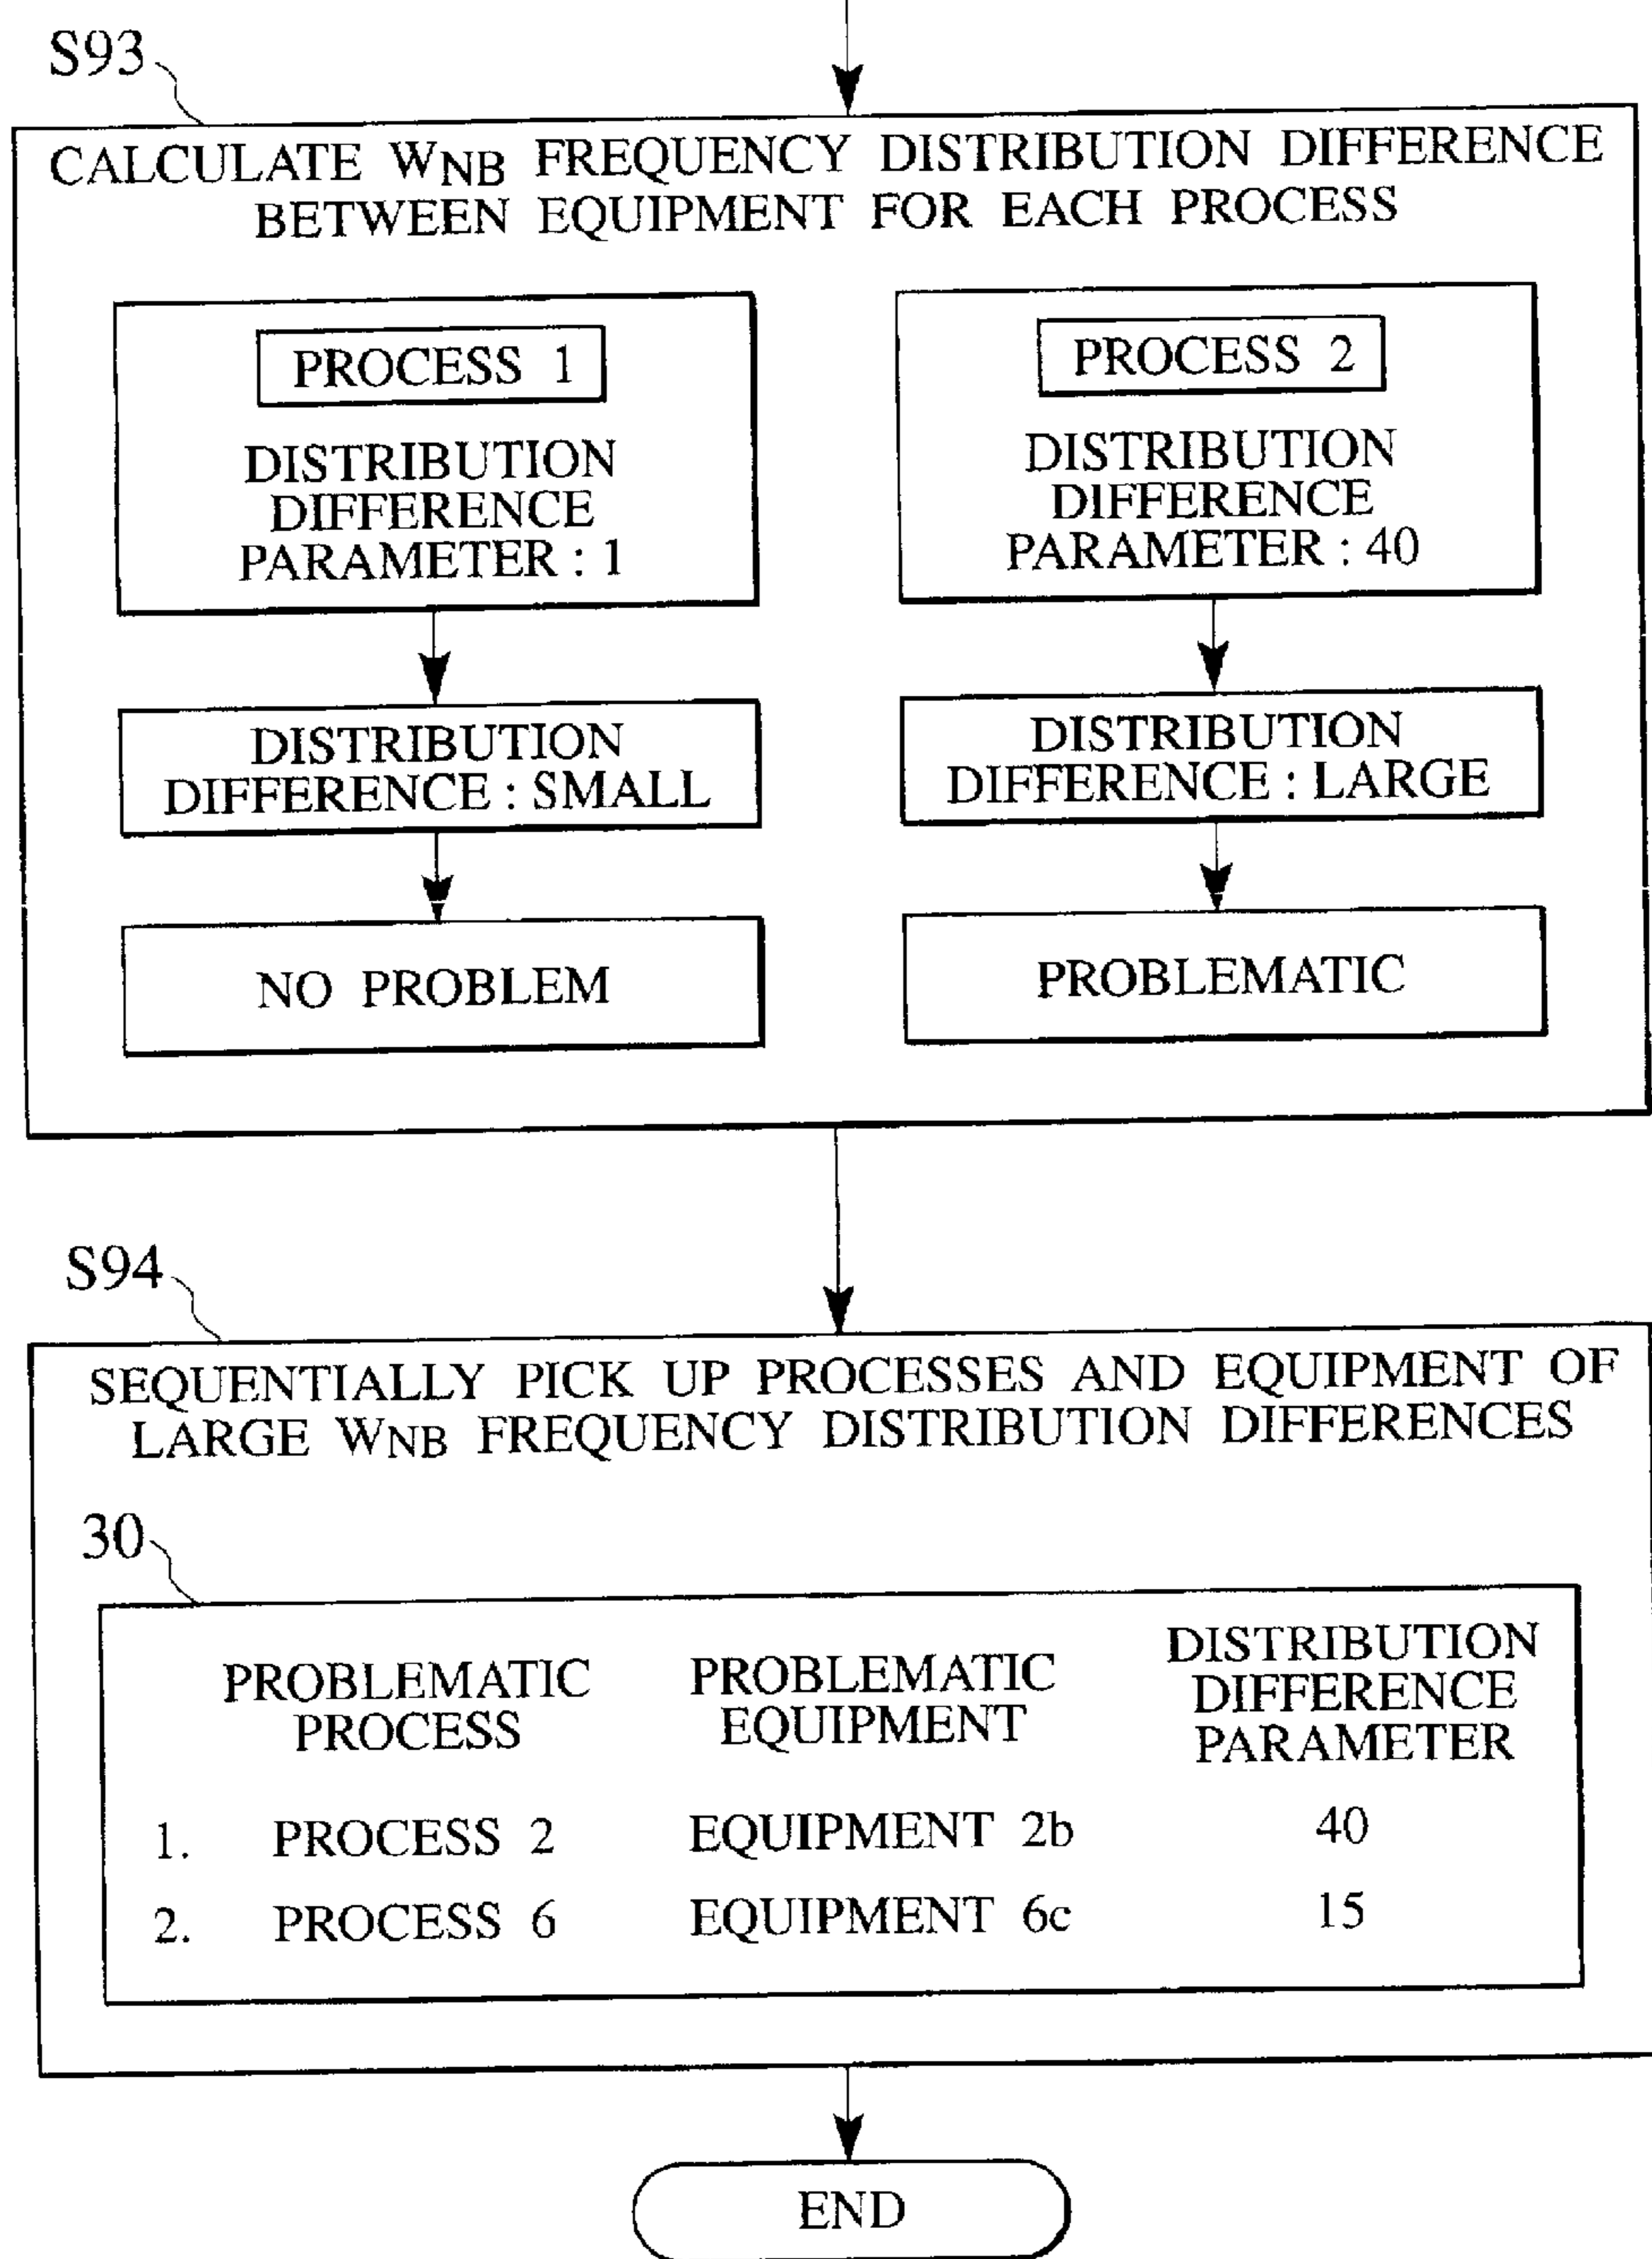 S93
CALCULATE WNB FREQUENCY DISTRIBUTION DIFFERENCE
BETWEEN EQUIPMENT FOR EACH PROCESS
PROCESS 1
DISTRIBUTION
DIFFERENCE
PARAMETER : 1
DISTRIBUTION
DIFFERENCE : SMALL
NO PROBLEM
PROCESS 2
DISTRIBUTION
DIFFERENCE
PARAMETER : 40
DISTRIBUTION
DIFFERENCE : LARGE
PROBLEMATIC
S94
SEQUENTIALLY PICK UP PROCESSES AND EQUIPMENT OF
LARGE WNB FREQUENCY DISTRIBUTION DIFFERENCES
30
PROBLEMATIC
PROCESS
PROBLEMATIC
EQUIPMENT
DISTRIBUTION
DIFFERENCE
PARAMETER
1. PROCESS 2 EQUIPMENT 2b 40
2. PROCESS 6 EQUIPMENT 6c 15
END